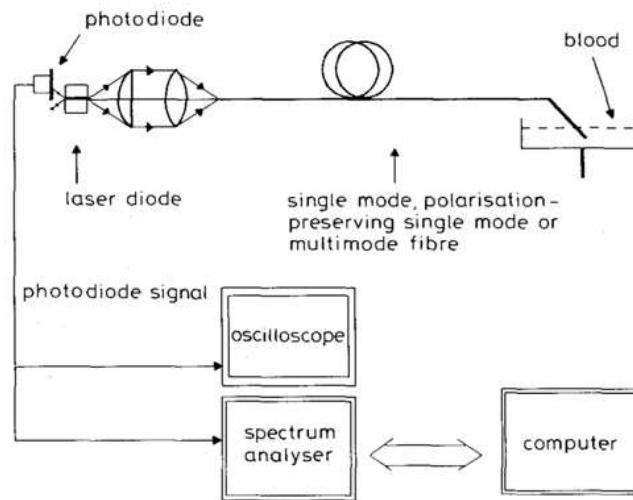 photodiode
blood
laser diode
single mode, polarisation-
preserving single mode or
multimode fibre
photodiode signal
oscilloscope
spectrum
analyser
computer